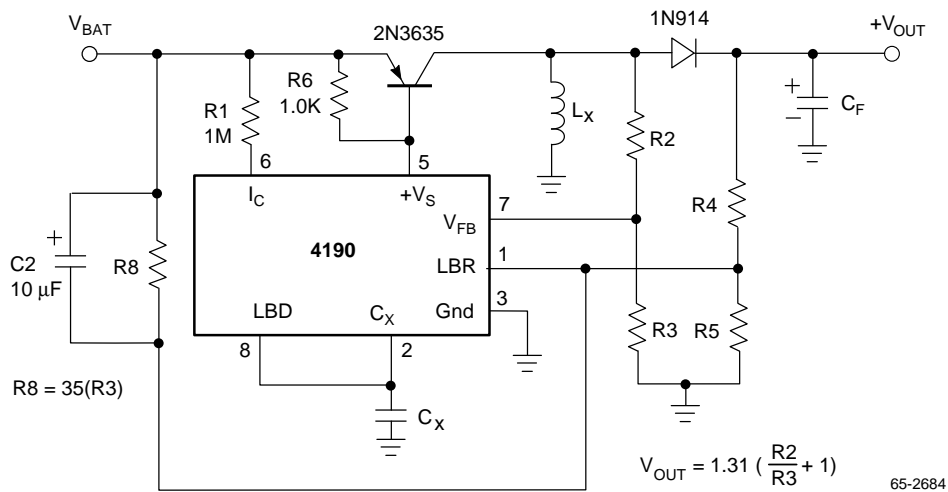 V_BAT
2N3635
1N914
+V_OUT
R6
1.0K
R1
1M
L_X
R2
+
–
C_F
6
5
I_C
+V_S
7
V_FB
R4
4190
1
LBR
+
C2
10 µF
R8
LBD
C_X
Gnd
3
R3
R5
8
2
R8 = 35(R3)
C_X
V_OUT = 1.31 ( R2/R3 + 1)
65-2684